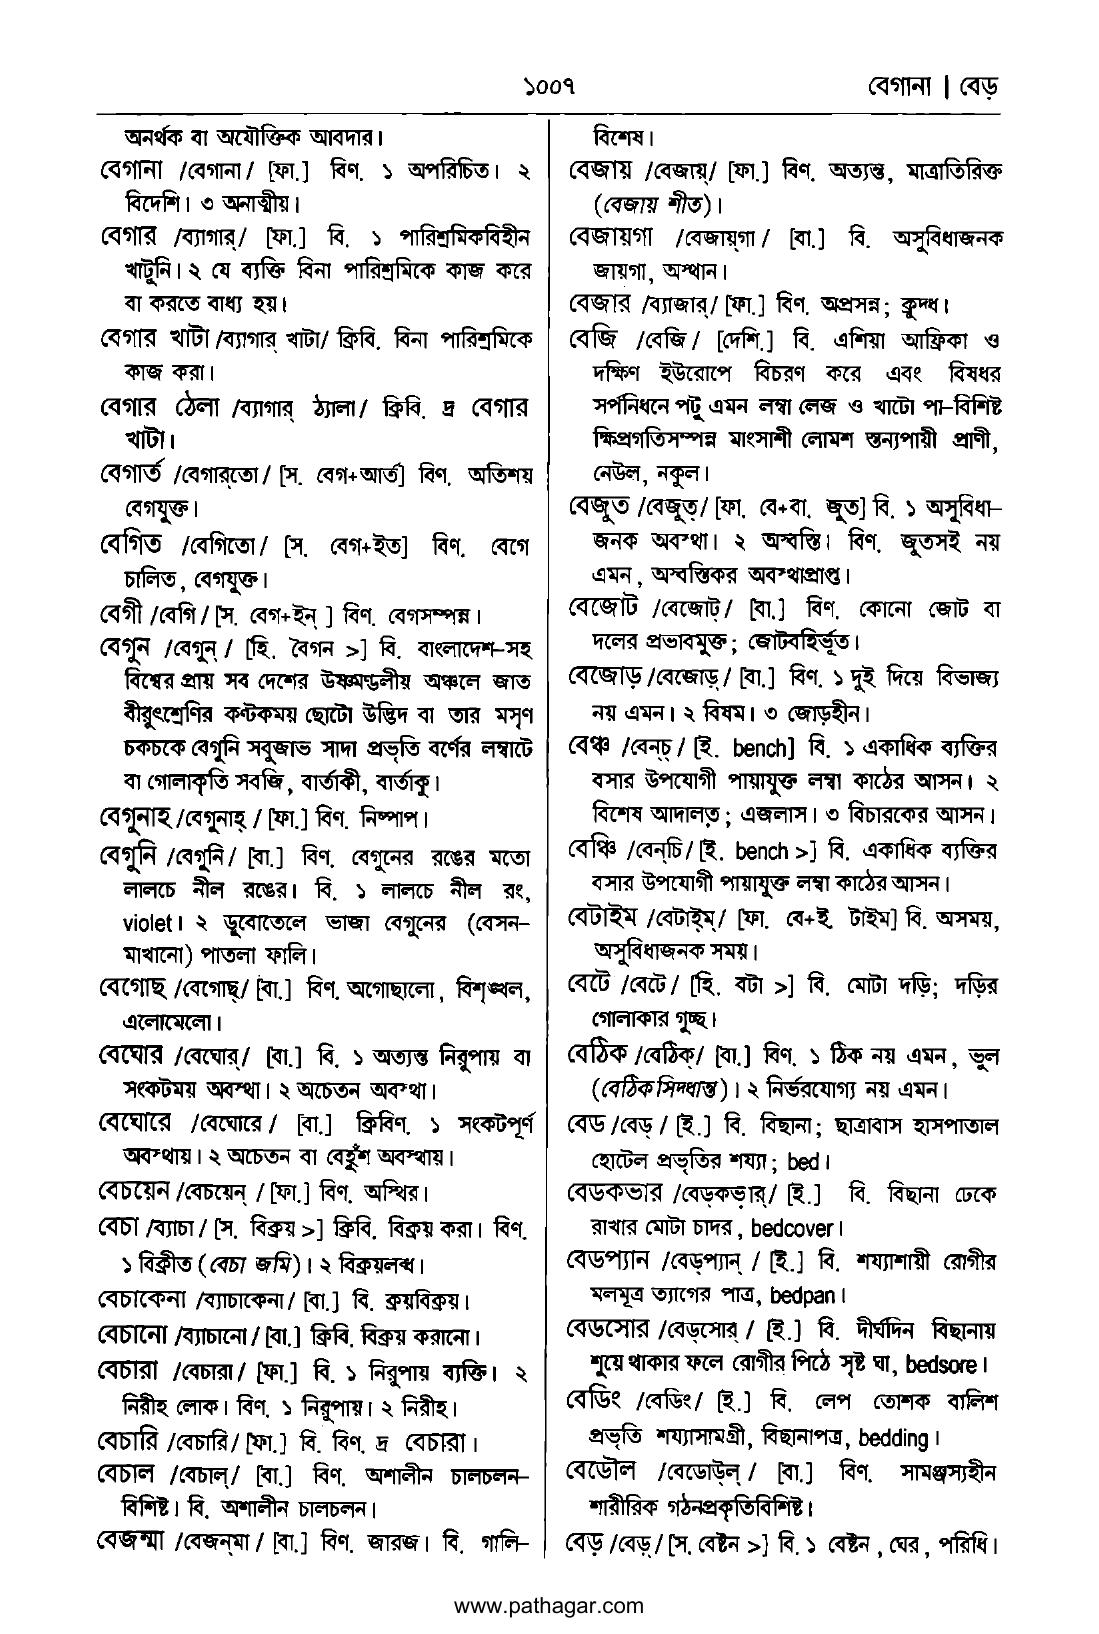 ১০০৭
বেগানা | বেড়
অনর্থক বা অযৌক্তিক আবদার।
বেগানা /বেগানা/ [ফা.] বিণ. ১ অপরিচিত। ২
বিদেশি। ৩ অনাত্মীয়।
বেগার /ব্যাগার্/ [ফা.] বি. ১ পারিশ্রমিকবিহীন
খাটুনি। ২ যে ব্যক্তি বিনা পারিশ্রমিকে কাজ করে
বা করতে বাধ্য হয়।
বেগার খাটা /ব্যাগার্ খাটা/ ক্রিবি. বিনা পারিশ্রমিকে
কাজ করা।
বেগার ঠেলা /ব্যাগার্ ঠ্যালা/ ক্রিবি. দ্র বেগার
খাটা।
বেগার্ত /বেগার্‌তো/ [স. বেগ+আর্ত] বিণ. অতিশয়
বেগযুক্ত।
বেগিত /বেগিতো/ [স. বেগ+ইত] বিণ. বেগে
চালিত, বেগযুক্ত।
বেগী /বেগি/ [স. বেগ+ইন্ ] বিণ. বেগসম্পন্ন।
বেগুন /বেগুন্ / [হি. বৈগন >] বি. বাংলাদেশ-সহ
বিশ্বের প্রায় সব দেশের উষ্ণমণ্ডলীয় অঞ্চলে জাত
বীরুৎশ্রেণির কণ্টকময় ছোটো উদ্ভিদ বা তার মসৃণ
চকচকে বেগুনি সবুজাভ সাদা প্রভৃতি বর্ণের লম্বাটে
বা গোলাকৃতি সবজি, বার্তাকী, বার্তাকু।
বেগুনাহ /বেগুনাহ্ / [ফা.] বিণ. নিষ্পাপ।
বেগুনি /বেগুনি/ [বা.] বিণ. বেগুনের রঙের মতো
লালচে নীল রঙের। বি. ১ লালচে নীল রং,
violet। ২ ডুবোতেলে ভাজা বেগুনের (বেসন-
মাখানো) পাতলা ফালি।
বেগোছ /বেগোছ্/ [বা.] বিণ. অগোছালো, বিশৃঙ্খল,
এলোমেলো।
বেঘোর /বেঘোর্/ [বা.] বি. ১ অত্যন্ত নিরুপায় বা
সংকটময় অবস্থা। ২ অচেতন অবস্থা।
বেঘোরে /বেঘোরে / [বা.] ক্রিবিণ. ১ সংকটপূর্ণ
অবস্থায়। ২ অচেতন বা বেহুঁশ অবস্থায়।
বেচয়েন /বেচয়েন্ / [ফা.] বিণ. অস্থির।
বেচা /ব্যাচা / [স. বিক্রয় >] ক্রিবি. বিক্রয় করা। বিণ.
১ বিক্রীত (বেচা জমি)। ২ বিক্রয়লব্ধ।
বেচাকেনা /ব্যাচাকেনা/ [বা.] বি. ক্রয়বিক্রয়।
বেচানো /ব্যাচানো/ [বা.] ক্রিবি. বিক্রয় করানো।
বেচারা /বেচারা/ [ফা.] বি. ১ নিরুপায় ব্যক্তি। ২
নিরীহ লোক। বিণ. ১ নিরুপায়। ২ নিরীহ।
বেচারি /বেচারি/ [ফা.] বি. বিণ. দ্র বেচারা।
বেচাল /বেচাল্/ [বা.] বিণ. অশালীন চালচলন-
বিশিষ্ট। বি. অশালীন চালচলন।
বেজন্মা /বেজন্‌মা / [বা.] বিণ. জারজ। বি. গালি-
বিশেষ।
বেজায় /বেজায়্/ [ফা.] বিণ. অত্যন্ত, মাত্রাতিরিক্ত
(বেজায় শীত)।
বেজায়গা /বেজায়্‌গা / [বা.] বি. অসুবিধাজনক
জায়গা, অস্থান।
বেজার /ব্যাজার্/ [ফা.] বিণ. অপ্রসন্ন; ক্রুদ্ধ।
বেজি /বেজি / [দেশি.] বি. এশিয়া আফ্রিকা ও
দক্ষিণ ইউরোপে বিচরণ করে এবং বিষধর
সর্পনিধনে পটু এমন লম্বা লেজ ও খাটো পা-বিশিষ্ট
ক্ষিপ্রগতিসম্পন্ন মাংসাশী লোমশ স্তন্যপায়ী প্রাণী,
নেউল, নকুল।
বেজুত /বেজুত্/ [ফা. বে+বা. জুত] বি. ১ অসুবিধা-
জনক অবস্থা। ২ অস্বস্তি। বিণ. জুতসই নয়
এমন, অস্বস্তিকর অবস্থাপ্রাপ্ত।
বেজোট /বেজোট্/ [বা.] বিণ. কোনো জোট বা
দলের প্রভাবমুক্ত; জোটবহির্ভূত।
বেজোড় /বেজোড়্/ [বা.] বিণ. ১ দুই দিয়ে বিভাজ্য
নয় এমন। ২ বিষম। ৩ জোড়হীন।
বেঞ্চ /বেন্‌চ্ / [ই. bench] বি. ১ একাধিক ব্যক্তির
বসার উপযোগী পায়াযুক্ত লম্বা কাঠের আসন। ২
বিশেষ আদালত; এজলাস। ৩ বিচারকের আসন।
বেঞ্চি /বেন্‌চি/ [ই. bench >] বি. একাধিক ব্যক্তির
বসার উপযোগী পায়াযুক্ত লম্বা কাঠের আসন।
বেটাইম /বেটাই্‌ম্/ [ফা. বে+ই. টাইম] বি. অসময়,
অসুবিধাজনক সময়।
বেটে /বেটে/ [হি. বটা >] বি. মোটা দড়ি; দড়ির
গোলাকার গুচ্ছ।
বেঠিক /বেঠিক্/ [বা.] বিণ. ১ ঠিক নয় এমন, ভুল
(বেঠিক সিদ্ধান্ত)। ২ নির্ভরযোগ্য নয় এমন।
বেড /বেড্ / [ই.] বি. বিছানা; ছাত্রাবাস হাসপাতাল
হোটেল প্রভৃতির শয্যা; bed।
বেডকভার /বেড্‌কভার্/ [ই.] বি. বিছানা ঢেকে
রাখার মোটা চাদর, bedcover।
বেডপ্যান /বেড্‌প্যান্ / [ই.] বি. শয্যাশায়ী রোগীর
মলমূত্র ত্যাগের পাত্র, bedpan।
বেডসোর /বেড্‌সোর্ / [ই.] বি. দীর্ঘদিন বিছানায়
শুয়ে থাকার ফলে রোগীর পিঠে সৃষ্ট ঘা, bedsore।
বেডিং /বেডিং/ [ই.] বি. লেপ তোশক বালিশ
প্রভৃতি শয্যাসামগ্রী, বিছানাপত্র, bedding।
বেডৌল /বেডোউ্‌ল্ / [বা.] বিণ. সামঞ্জস্যহীন
শারীরিক গঠনপ্রকৃতিবিশিষ্ট।
বেড় /বেড়্/ [স. বেষ্টন >] বি. ১ বেষ্টন, ঘের, পরিধি।
www.pathagar.com